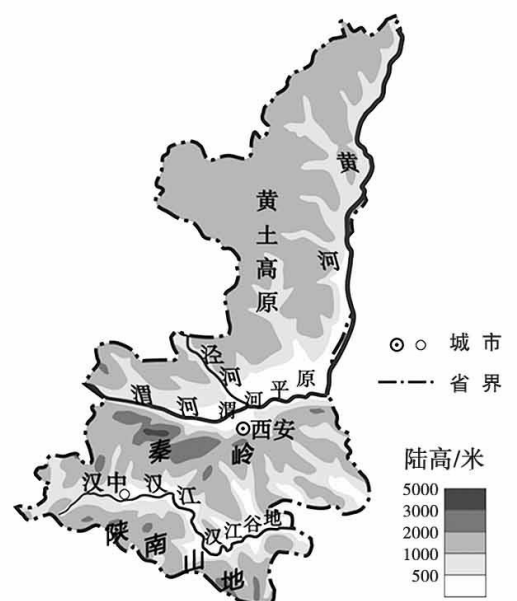 黄土高原
黄河
泾河
渭河
渭河平原
西安
秦岭
汉中
汉江
汉江谷地
陕南山地
城市
省界
陆高/米
5000
3000
2000
1000
500